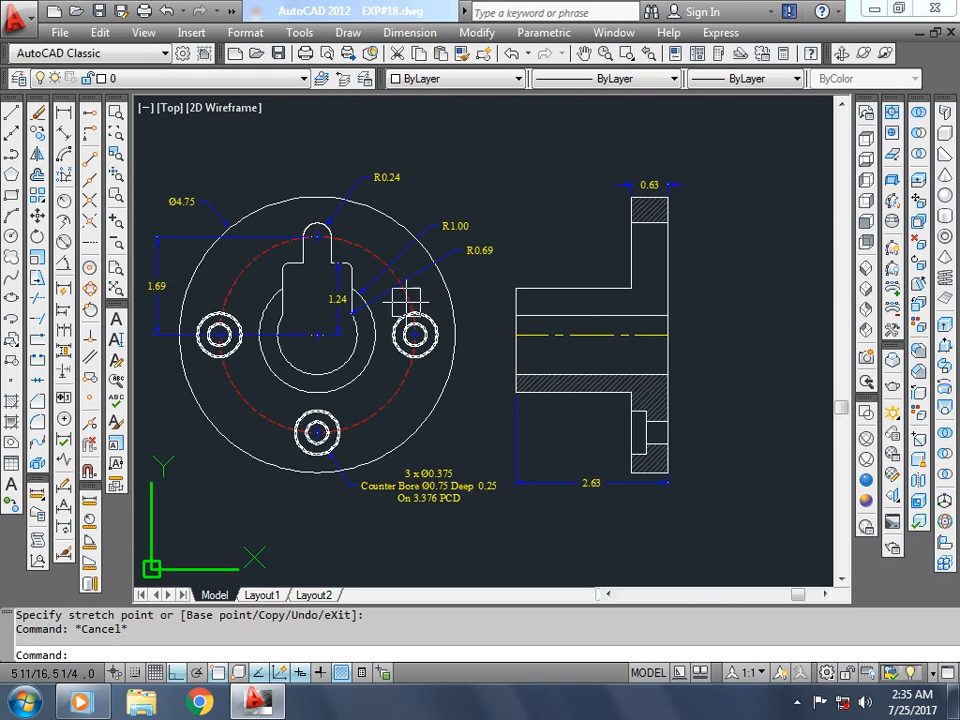 AutoCAD 2012 EXP#18.dwg
Type a keyword or phrase
Sign In
File Edit View Insert Format Tools Draw Dimension Modify Parametric Window Help Express
AutoCAD Classic
0
ByLayer
ByLayer
ByLayer
ByColor
[−] [Top] [2D Wireframe]
R0.24
0.63
Ø4.75
R1.00
R0.69
1.69
1.24
3 x Ø0.375
Counter Bore Ø0.75 Deep 0.25
On 3.376 PCD
2.63
Y
X
Model Layout1 Layout2
Specify stretch point or [Base point/Copy/Undo/eXit]:
Command: *Cancel*
Command:
5 11/16, 5 1/4 , 0
MODEL
1:1
2:35 AM
7/25/2017